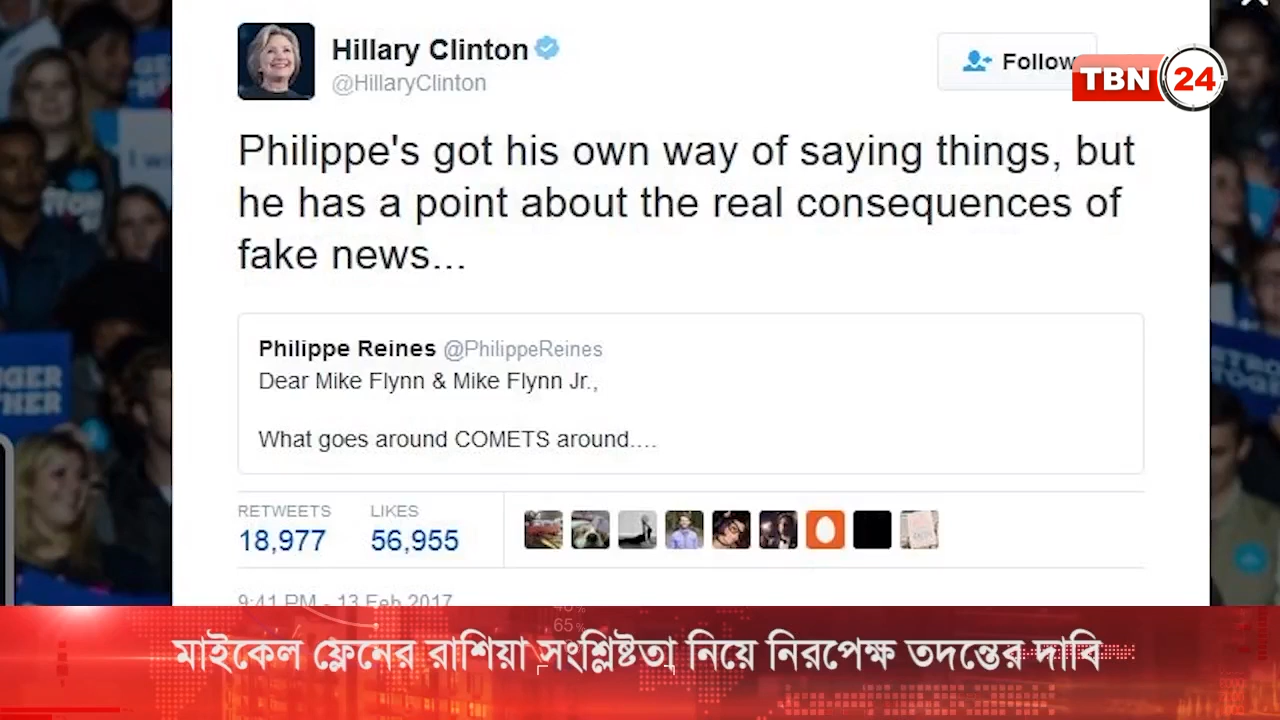 Hillary Clinton
@HillaryClinton
Follow
TBN 24
Philippe's got his own way of saying things, but
he has a point about the real consequences of
fake news...
Philippe Reines @PhilippeReines
Dear Mike Flynn & Mike Flynn Jr.,
What goes around COMETS around....
RETWEETS LIKES
18,977 56,955
9:41 PM - 13 Feb 2017
65%
মাইকেল ফ্লেনের রাশিয়া সংশ্লিষ্টতা নিয়ে নিরপেক্ষ তদন্তের দাবি